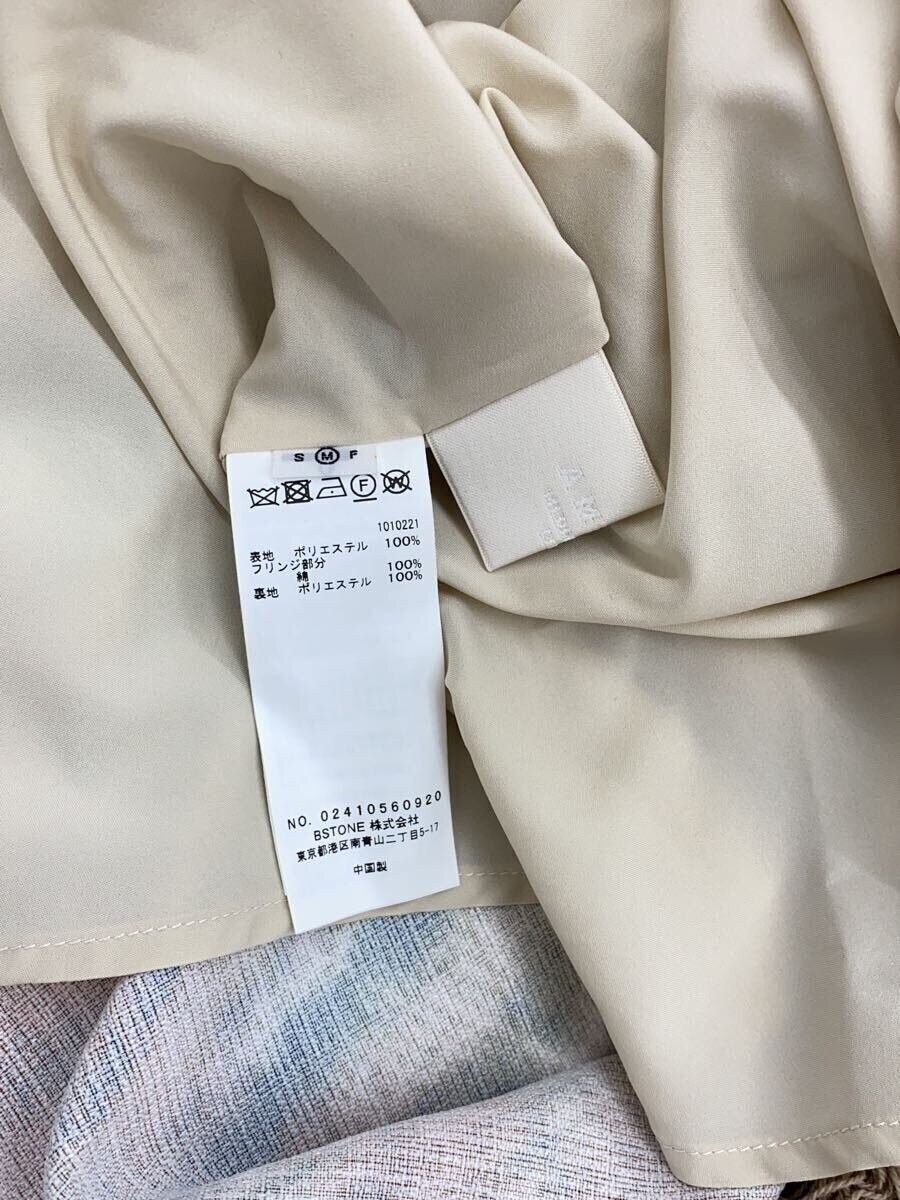 S M F
F W
1010221
表地 ポリエステル 100%
フリンジ部分
綿 100%
裏地 ポリエステル 100%
NO. 02410560920
BSTONE 株式会社
東京都港区南青山二丁目5-17
中国製
A M